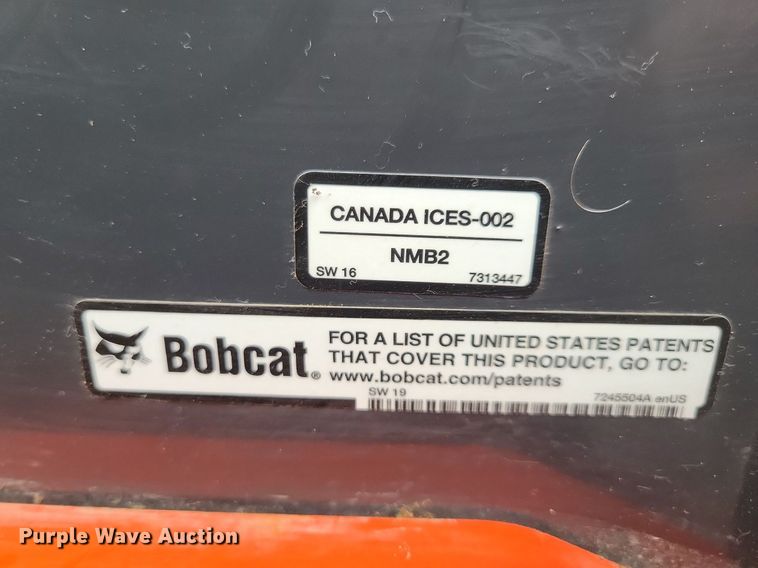 CANADA ICES-002
NMB2
SW 16 7313447
Bobcat®
FOR A LIST OF UNITED STATES PATENTS
THAT COVER THIS PRODUCT, GO TO:
www.bobcat.com/patents
SW 19 7245504A enUS
Purple Wave Auction